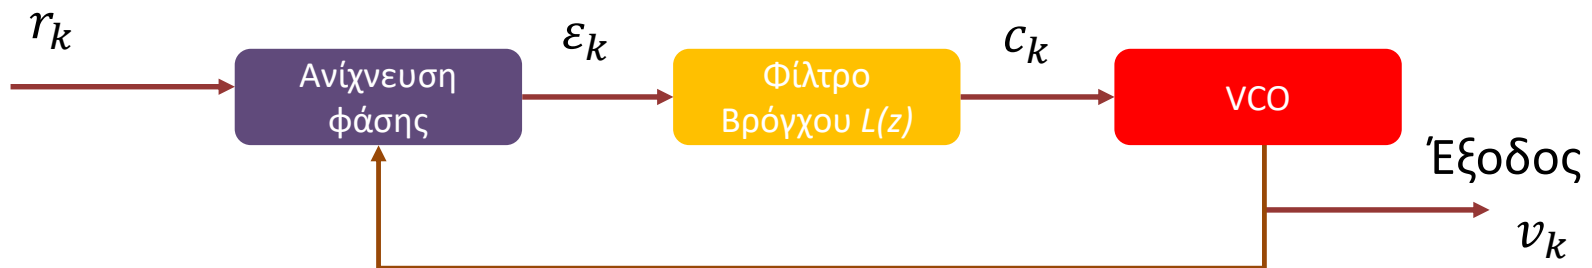 r_k
Ανίχνευση
φάσης
ε_k
Φίλτρο
Βρόγχου L(z)
c_k
VCO
Έξοδος
v_k